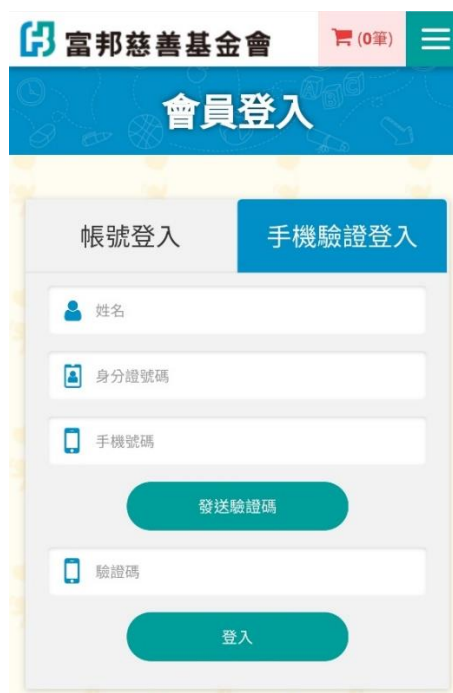 富邦慈善基金會
(0筆)
會員登入
帳號登入
手機驗證登入
姓名
身分證號碼
手機號碼
發送驗證碼
驗證碼
登入